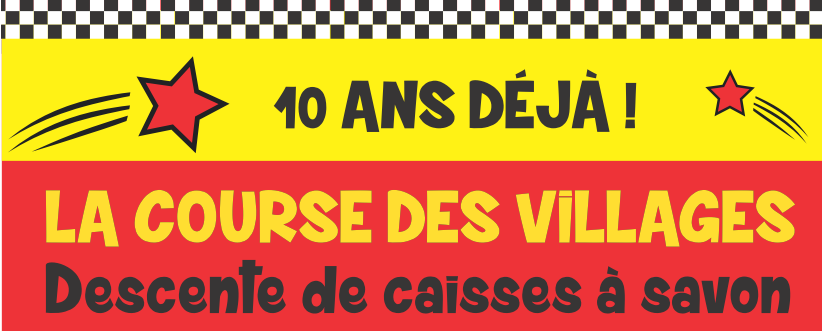 10 ANS DÉJÀ !
LA COURSE DES ViLLAGES
Descente de caisses à savon